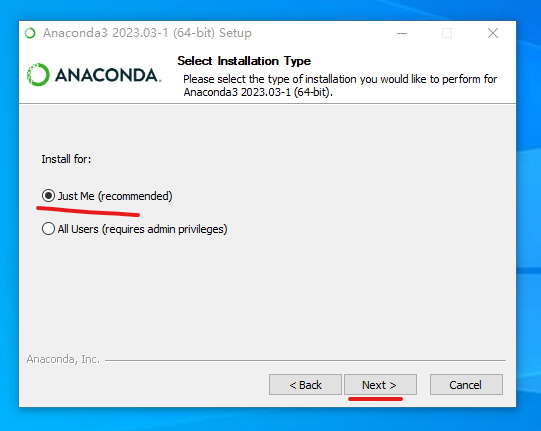 Anaconda3 2023.03-1 (64-bit) Setup
ANACONDA.
Select Installation Type
Please select the type of installation you would like to perform for
Anaconda3 2023.03-1 (64-bit).
Install for:
Just Me (recommended)
All Users (requires admin privileges)
Anaconda, Inc.
< Back
Next >
Cancel